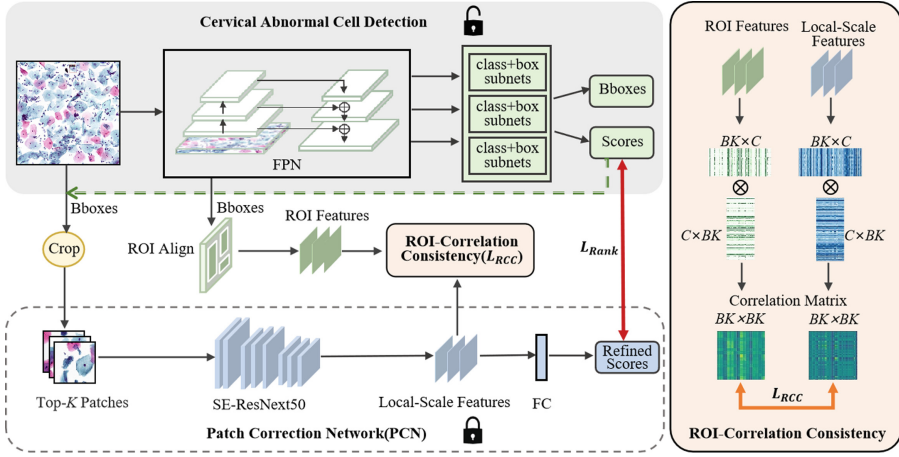 Cervical Abnormal Cell Detection
FPN
class+box
subnets
class+box
subnets
class+box
subnets
Bboxes
Scores
Bboxes
Crop
Bboxes
ROI Align
ROI Features
ROI-Correlation
Consistency(L_RCC)
L_Rank
Top-K Patches
SE-ResNext50
Local-Scale Features
FC
Refined
Scores
Patch Correction Network(PCN)
ROI Features
Local-Scale
Features
BK×C
BK×C
C×BK
C×BK
Correlation Matrix
BK×BK
BK×BK
L_RCC
ROI-Correlation Consistency